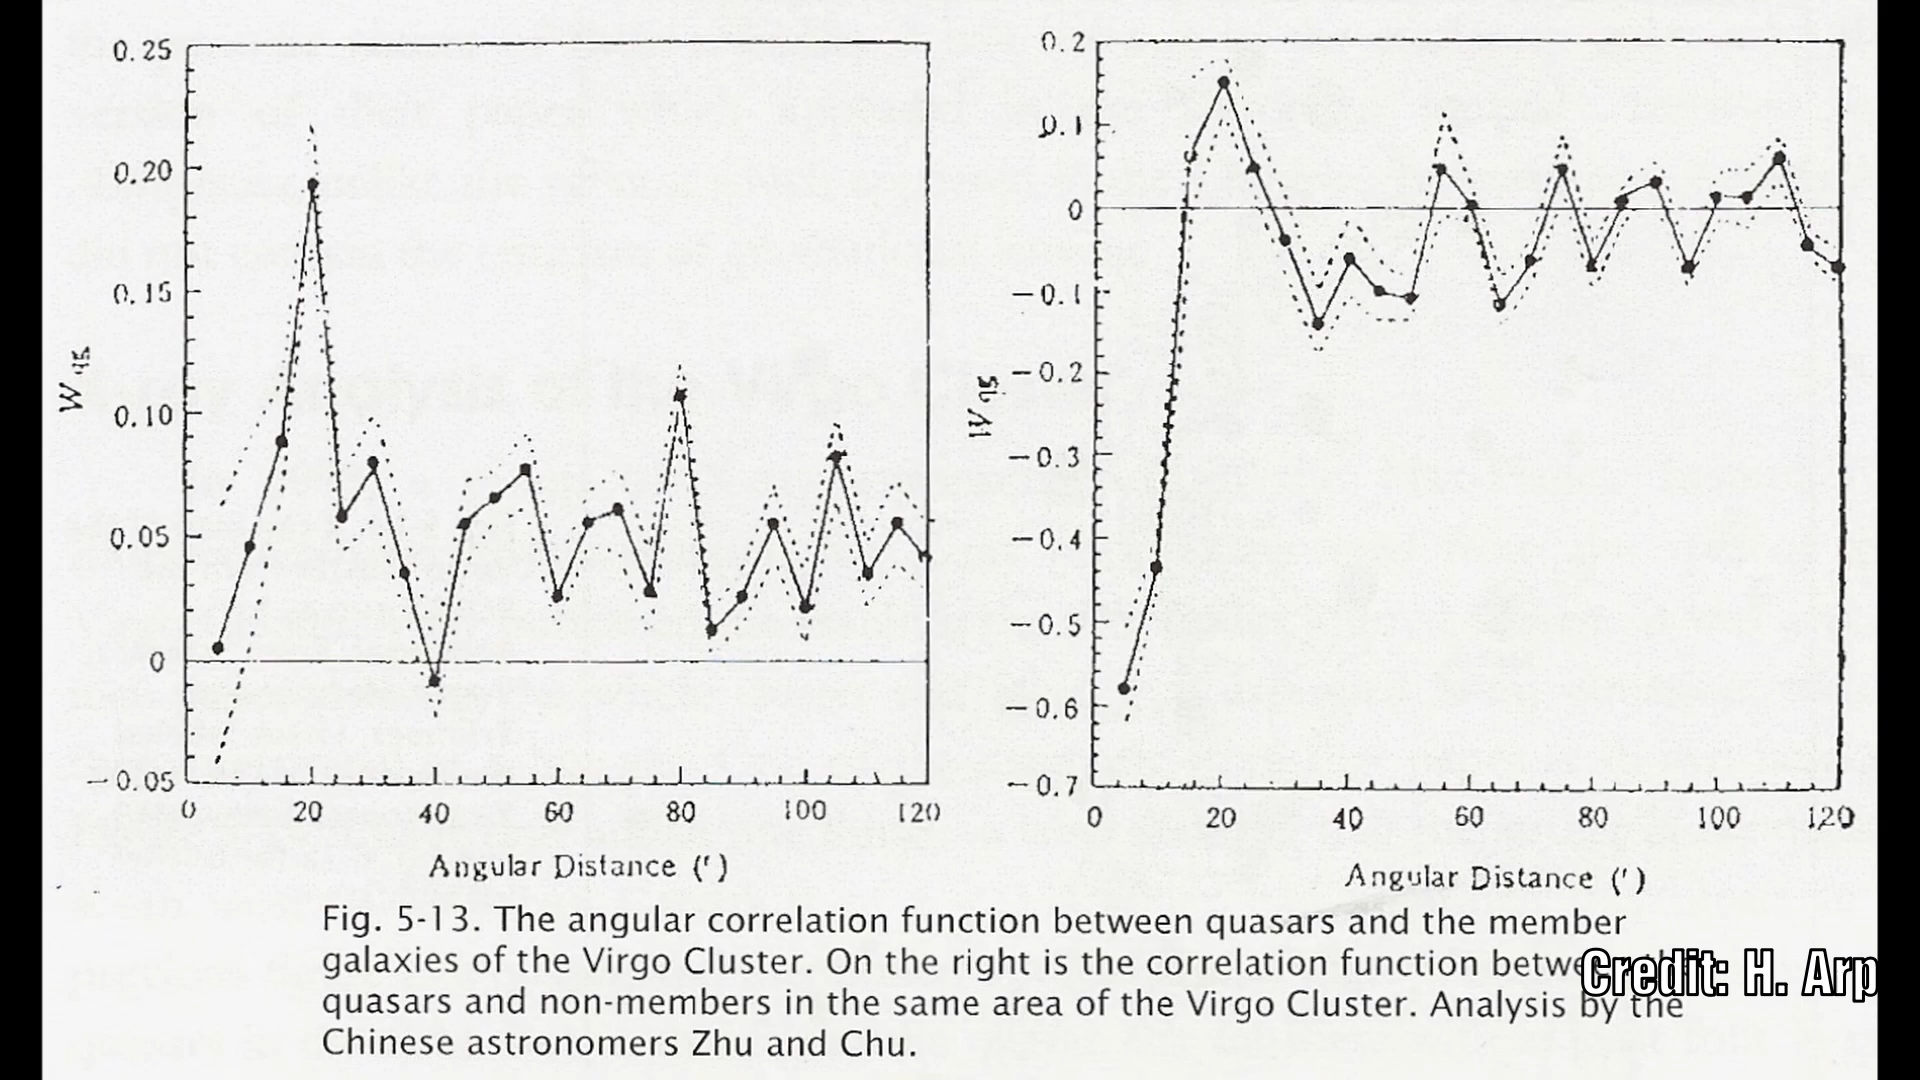 0.25
0.20
0.15
0.10
0.05
0
−0.05
0 20 40 60 80 100 120
Angular Distance (′)
0.2
0.1
0
−0.1
−0.2
−0.3
−0.4
−0.5
−0.6
−0.7
0 20 40 60 80 100 120
Angular Distance (′)
Fig. 5-13. The angular correlation function between quasars and the member
galaxies of the Virgo Cluster. On the right is the correlation function between the
quasars and non-members in the same area of the Virgo Cluster. Analysis by the
Chinese astronomers Zhu and Chu.
Credit: H. Arp